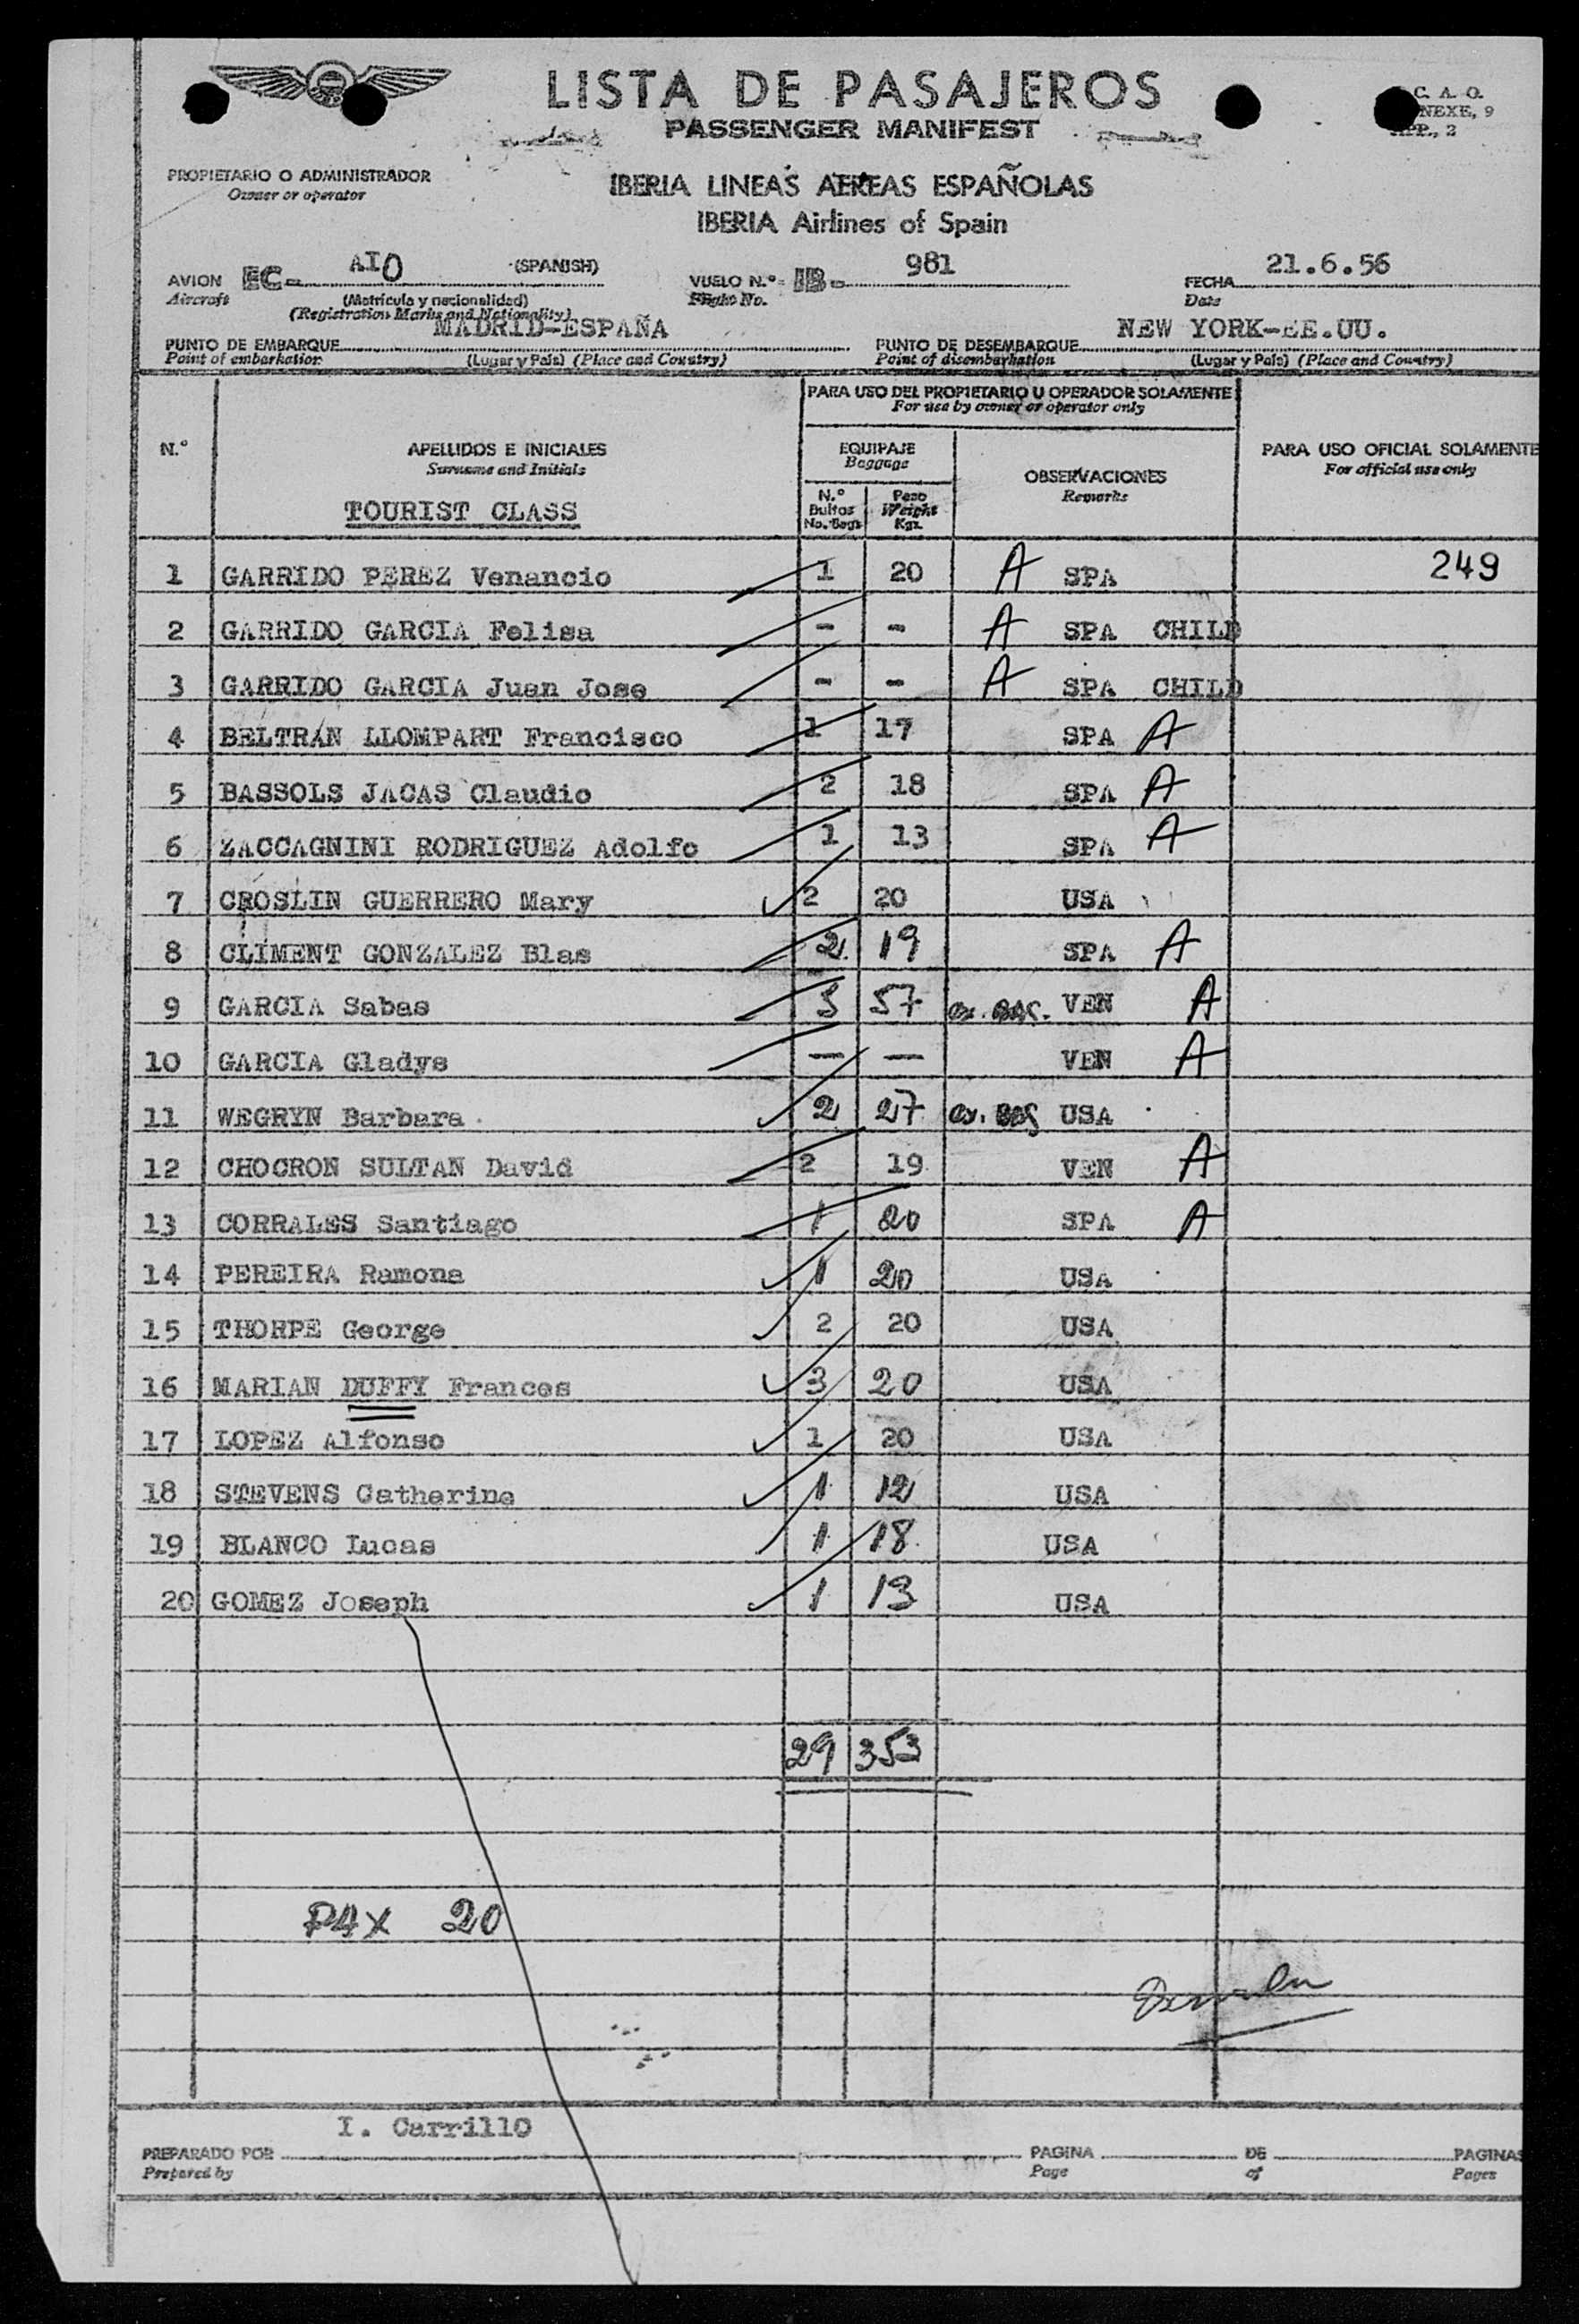 LISTA DE PASAJEROS
PASSENGER MANIFEST
C. A. O.
NEXE, 9
APP., 2
PROPIETARIO O ADMINISTRADOR
Owner or operator
IBERIA LINEAS AEREAS ESPAÑOLAS
IBERIA Airlines of Spain
AVION EC- AIO (SPANISH) VUELO N.º IB- 981 FECHA 21.6.56
Aircraft (Matrícula y nacionalidad) Flight No. Date
(Registration Marks and Nationality)
PUNTO DE EMBARQUE MADRID-ESPAÑA PUNTO DE DESEMBARQUE NEW YORK-EE.UU.
Point of embarkation (Lugar y País) (Place and Country) Point of disembarkation (Lugar y País) (Place and Country)
PARA USO DEL PROPIETARIO U OPERADOR SOLAMENTE
For use by owner or operator only
N.º APELLIDOS E INICIALES EQUIPAJE OBSERVACIONES PARA USO OFICIAL SOLAMENTE
Surname and Initials Baggage Remarks For official use only
TOURIST CLASS N.º Bultos No. Bags Peso Weight Kgs.
1 GARRIDO PEREZ Venancio 1 20 A SPA 249
2 GARRIDO GARCIA Felisa - - A SPA CHILD
3 GARRIDO GARCIA Juan Jose - - A SPA CHILD
4 BELTRÁN LLOMPART Francisco 1 17 SPA A
5 BASSOLS JACAS Claudio 2 18 SPA A
6 ZACCAGNINI RODRIGUEZ Adolfo 1 13 SPA A
7 CROSLIN GUERRERO Mary 2 20 USA
8 CLIMENT GONZALEZ Blas 2 19 SPA A
9 GARCIA Sabas 5 57 ex. bag. VEN A
10 GARCIA Gladys — — VEN A
11 WEGRYN Barbara 2 27 ex. bag USA
12 CHOCRON SULTAN David 2 19 VEN A
13 CORRALES Santiago 1 20 SPA A
14 PEREIRA Ramona 1 20 USA
15 THORPE George 2 20 USA
16 MARIAN DUFFY Frances 3 20 USA
17 LOPEZ Alfonso 1 20 USA
18 STEVENS Catherine 1 12 USA
19 BLANCO Lucas 1 18 USA
20 GOMEZ Joseph 1 13 USA
29 353
PAX 20
I. Carrillo
PREPARADO POR PAGINA DE PAGINAS
Prepared by Page of Pages